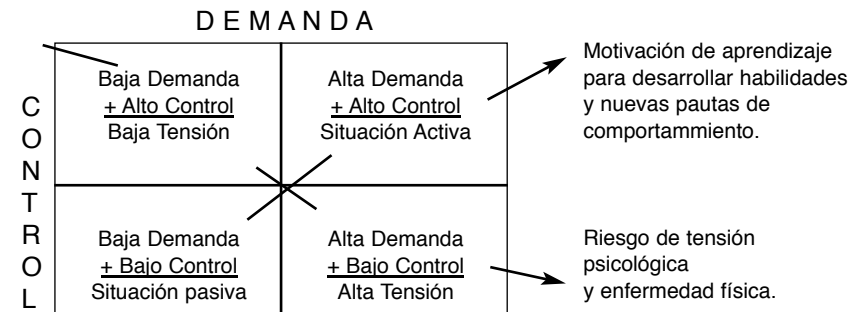 DEMANDA
CONTROL
Baja Demanda
+ Alto Control
Baja Tensión
Alta Demanda
+ Alto Control
Situación Activa
Motivación de aprendizaje
para desarrollar habilidades
y nuevas pautas de
comportammiento.
Baja Demanda
+ Bajo Control
Situación pasiva
Alta Demanda
+ Bajo Control
Alta Tensión
Riesgo de tensión
psicológica
y enfermedad física.